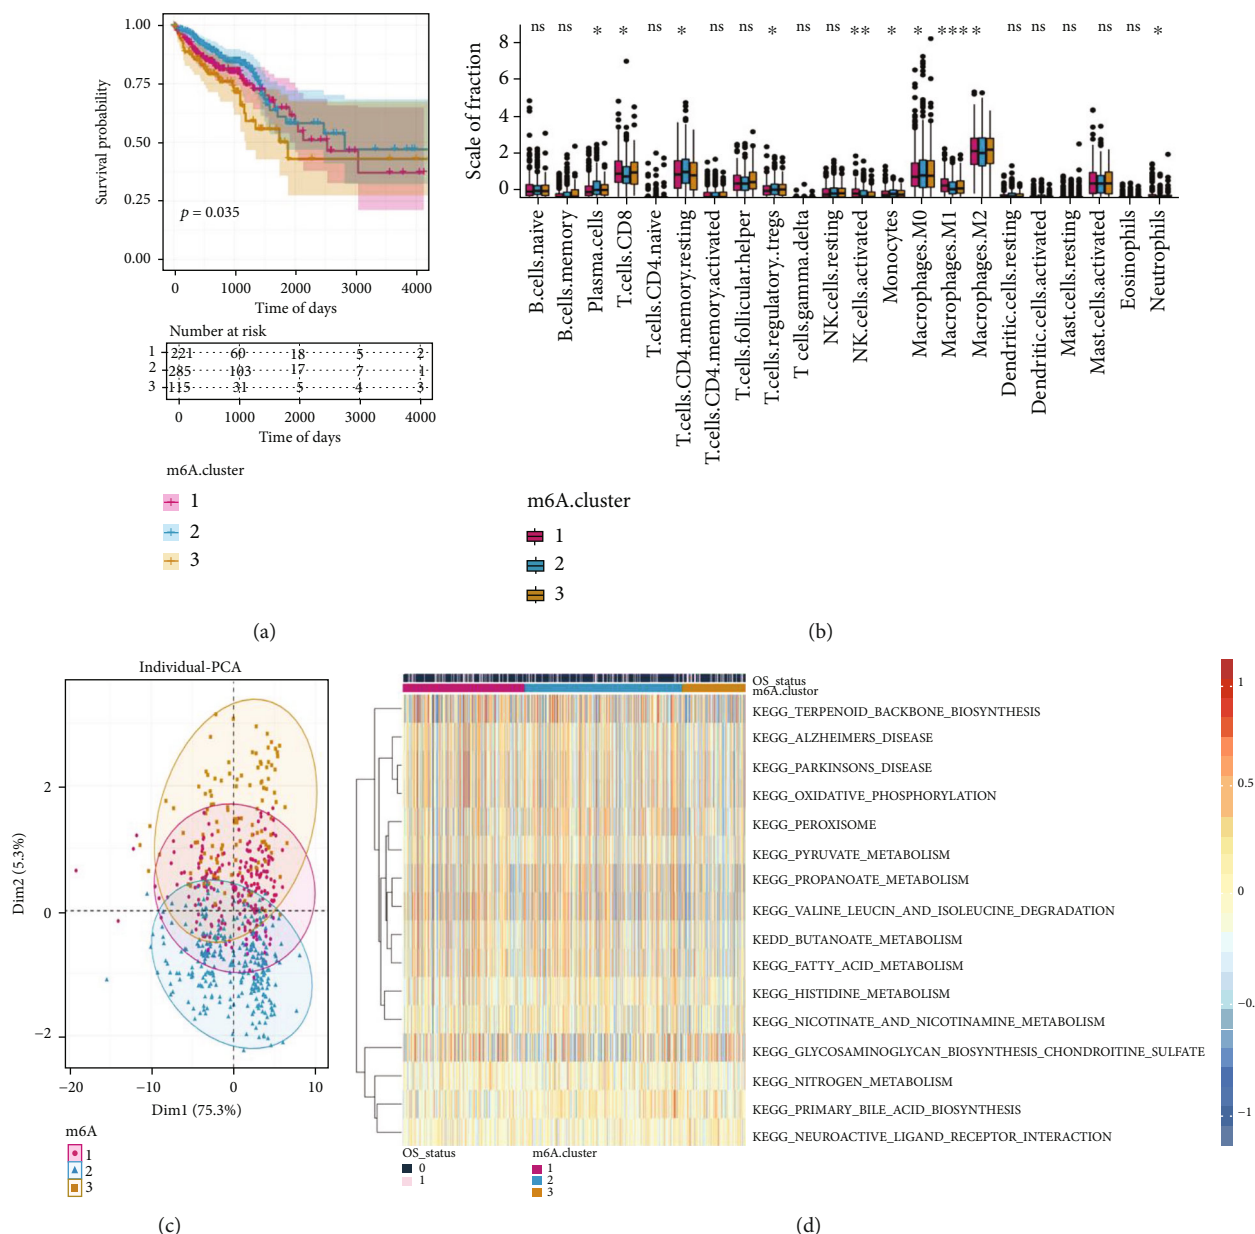 1.00
0.75
0.50
0.25
0.00
Survival probability
p = 0.035
0 1000 2000 3000 4000
Time of days
Number at risk
1 221 60 18 5 2
2 285 103 17 7 1
3 115 31 5 4 3
0 1000 2000 3000 4000
Time of days
m6A.cluster
1
2
3
(a)
ns ns * * ns * ns ns * ns ns ** * * *** * ns ns ns ns ns *
8
6
4
2
0
Scale of fraction
B.cells.naive
B.cells.memory
Plasma.cells
T.cells.CD8
T.cells.CD4.naive
T.cells.CD4.memory.resting
T.cells.CD4.memory.activated
T.cells.follicular.helper
T.cells.regulatory.tregs
T cells.gamma.delta
NK.cells.resting
NK.cells.activated
Monocytes
Macrophages.M0
Macrophages.M1
Macrophages.M2
Dendritic.cells.resting
Dendritic.cells.activated
Mast.cells.resting
Mast.cells.activated
Eosinophils
Neutrophils
m6A.cluster
1
2
3
(b)
Individual-PCA
2
0
−2
Dim2 (5.3%)
−20 −10 0 10
Dim1 (75.3%)
m6A
1
2
3
(c)
OS_status
m6A.clustor
KEGG_TERPENOID_BACKBONE_BIOSYNTHESIS
KEGG_ALZHEIMERS_DISEASE
KEGG_PARKINSONS_DISEASE
KEGG_OXIDATIVE_PHOSPHORYLATION
KEGG_PEROXISOME
KEGG_PYRUVATE_METABOLISM
KEGG_PROPANOATE_METABOLISM
KEGG_VALINE_LEUCIN_AND_ISOLEUCINE_DEGRADATION
KEDD_BUTANOATE_METABOLISM
KEGG_FATTY_ACID_METABOLISM
KEGG_HISTIDINE_METABOLISM
KEGG_NICOTINATE_AND_NICOTINAMINE_METABOLISM
KEGG_GLYCOSAMINOGLYCAN_BIOSYNTHESIS_CHONDROITINE_SULFATE
KEGG_NITROGEN_METABOLISM
KEGG_PRIMARY_BILE_ACID_BIOSYNTHESIS
KEGG_NEUROACTIVE_LIGAND_RECEPTOR_INTERACTION
1
0.5
0
−0.
−1
OS_status
0
1
m6A.cluster
1
2
3
(d)